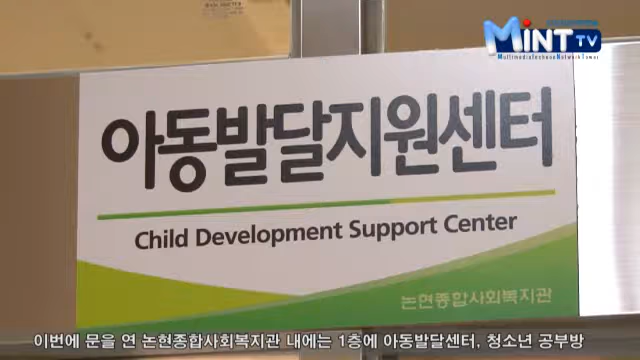 MINT TV
Multimedia Incheon Network Tower
아동발달지원센터
Child Development Support Center
논현종합사회복지관
이번에 문을 연 논현종합사회복지관 내에는 1층에 아동발달센터, 청소년 공부방